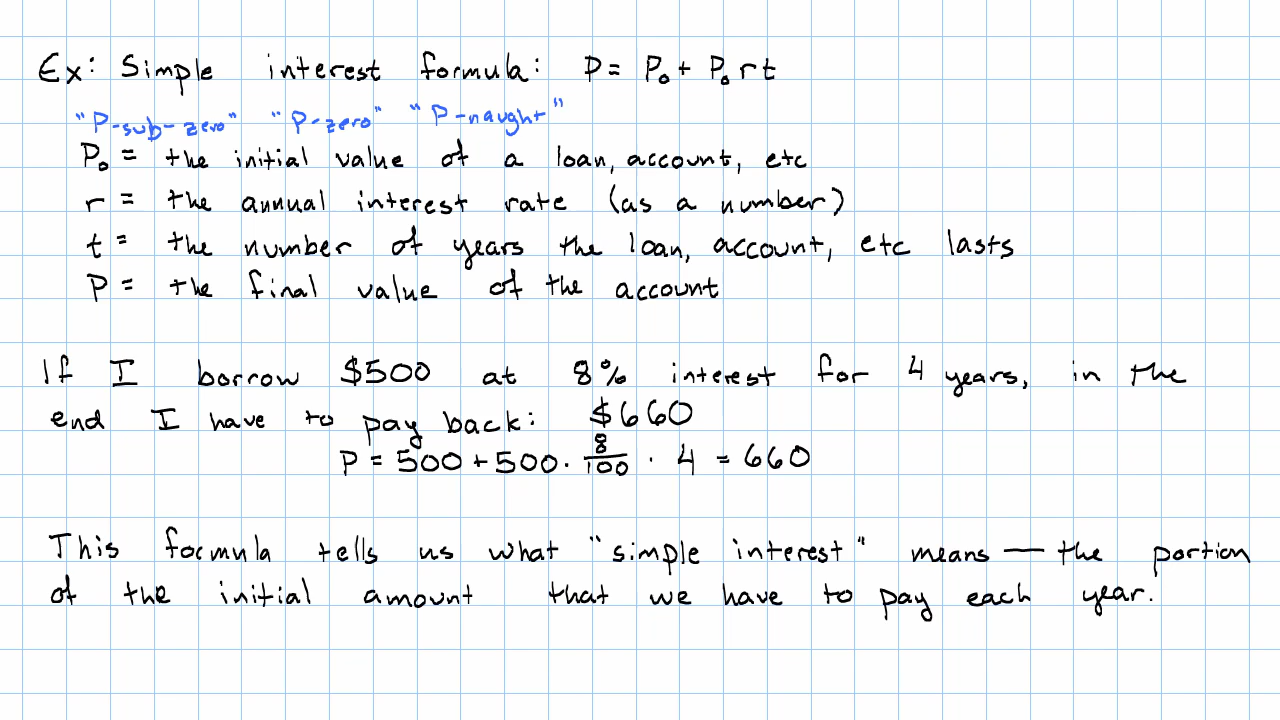 Ex: Simple interest formula: P = P₀ + P₀ r t
"P-sub-zero" "P-zero" "P-naught"
P₀ = the initial value of a loan, account, etc
r = the annual interest rate (as a number)
t = the number of years the loan, account, etc lasts
P = the final value of the account
If I borrow $500 at 8% interest for 4 years, in the
end I have to pay back: $660
P = 500 + 500 · 8/100 · 4 = 660
This formula tells us what "simple interest" means — the portion
of the initial amount that we have to pay each year.